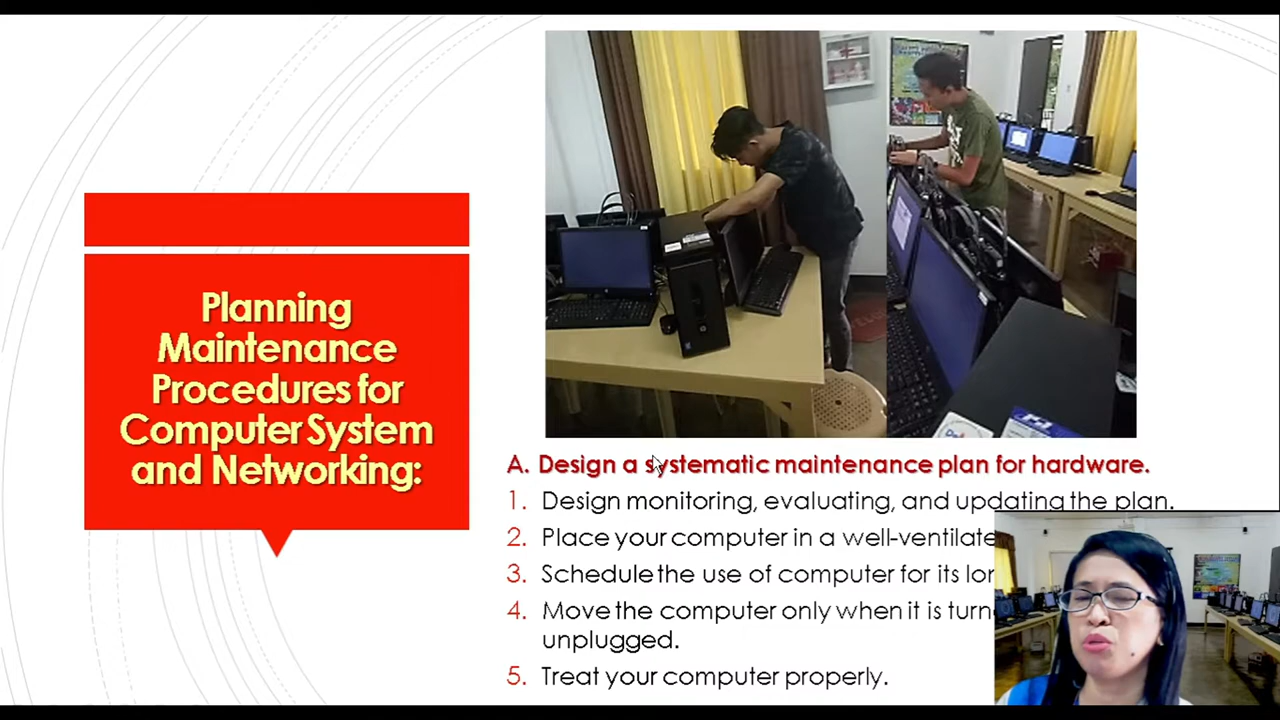 Planning
Maintenance
Procedures for
Computer System
and Networking:
A. Design a systematic maintenance plan for hardware.
1. Design monitoring, evaluating, and updating the plan.
2. Place your computer in a well-ventilate
3. Schedule the use of computer for its lon
4. Move the computer only when it is turn
unplugged.
5. Treat your computer properly.